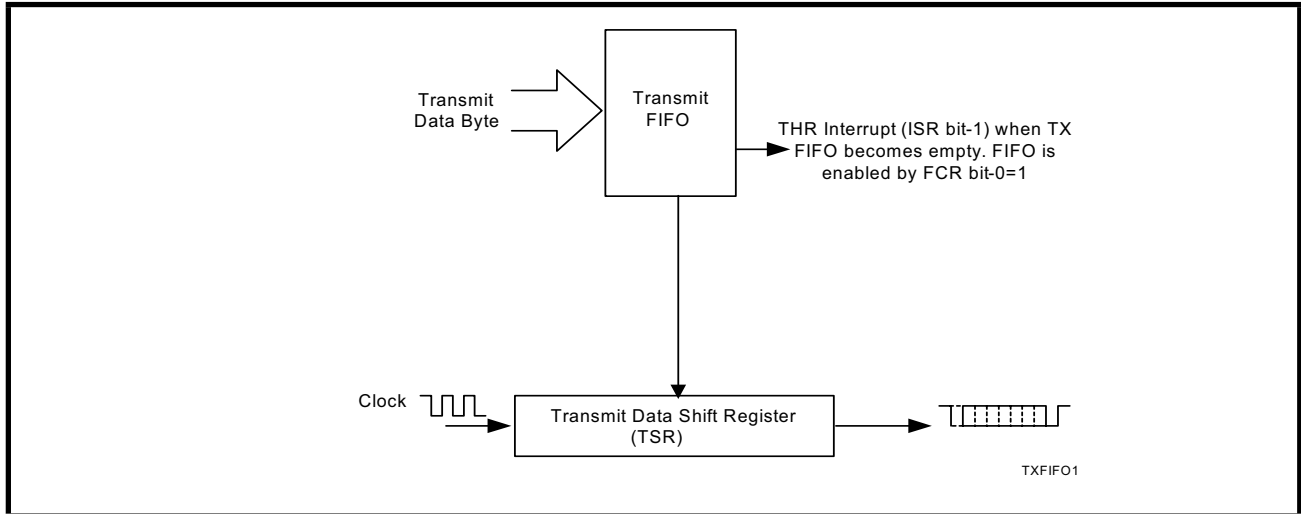 Transmit
Data Byte
Transmit
FIFO
THR Interrupt (ISR bit-1) when TX
FIFO becomes empty. FIFO is
enabled by FCR bit-0=1
Clock
Transmit Data Shift Register
(TSR)
TXFIFO1